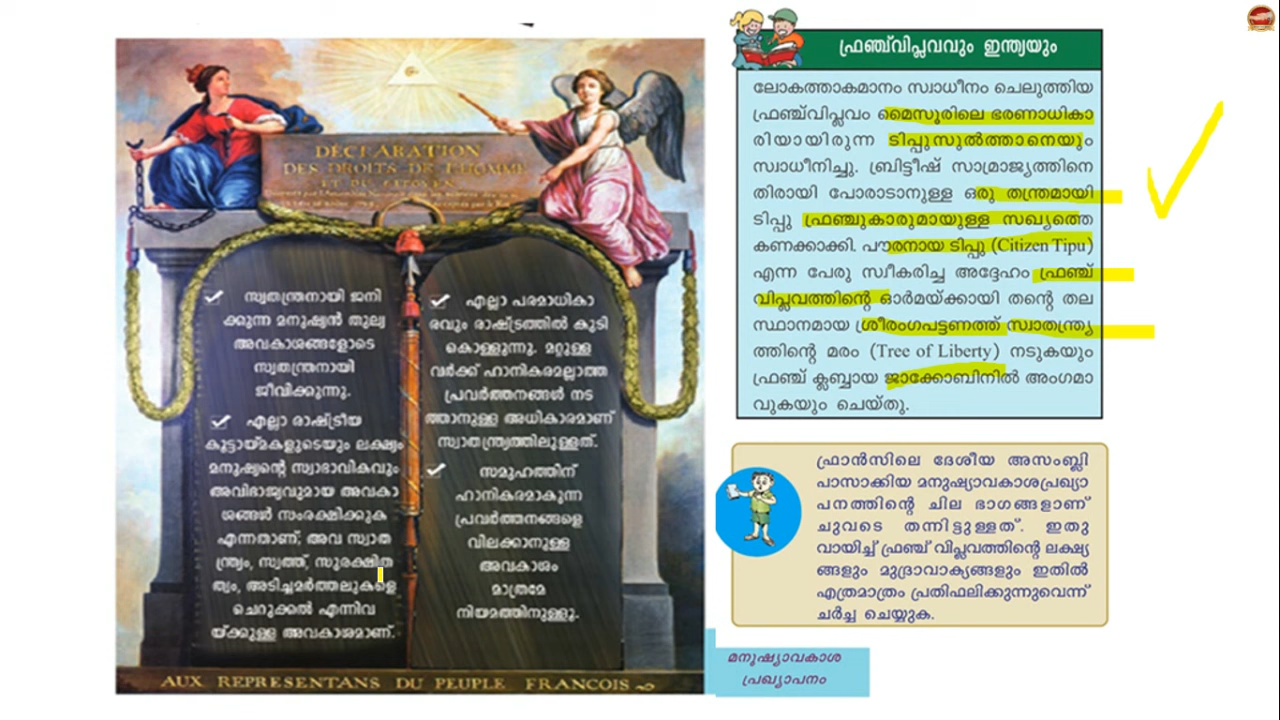 DÉCLARATION
DES DROITS DE L'HOMME
ET DU CITOYEN
സ്വതന്ത്രനായി ജനി
ക്കുന്ന മനുഷ്യൻ തുല്യ
അവകാശങ്ങളോടെ
സ്വതന്ത്രനായി
ജീവിക്കുന്നു.
എല്ലാ രാഷ്ട്രീയ
കൂട്ടായ്മകളുടെയും ലക്ഷ്യം
മനുഷ്യന്റെ സ്വാഭാവികവും
അവിഭാജ്യവുമായ അവകാ
ശങ്ങൾ സംരക്ഷിക്കുക
എന്നതാണ്. അവ സ്വാത
ന്ത്ര്യം, സ്വത്ത്, സുരക്ഷിത
ത്വം, അടിച്ചമർത്തലുകളെ
ചെറുക്കൽ എന്നിവ
യ്ക്കുള്ള അവകാശമാണ്.
എല്ലാ പരമാധികാ
രവും രാഷ്ട്രത്തിൽ കുടി
കൊള്ളുന്നു. മറ്റുള്ള
വർക്ക് ഹാനികരമല്ലാത്ത
പ്രവർത്തനങ്ങൾ നട
ത്താനുള്ള അധികാരമാണ്
സ്വാതന്ത്ര്യത്തിലുള്ളത്.
സമൂഹത്തിന്
ഹാനികരമാകുന്ന
പ്രവർത്തനങ്ങളെ
വിലക്കാനുള്ള
അവകാശം
മാത്രമേ
നിയമത്തിനുള്ളൂ.
AUX REPRESENTANS DU PEUPLE FRANCOIS
ഫ്രഞ്ച് വിപ്ലവവും ഇന്ത്യയും
ലോകത്താകമാനം സ്വാധീനം ചെലുത്തിയ
ഫ്രഞ്ച് വിപ്ലവം മൈസൂരിലെ ഭരണാധികാ
രിയായിരുന്ന ടിപ്പുസുൽത്താനെയും
സ്വാധീനിച്ചു. ബ്രിട്ടീഷ് സാമ്രാജ്യത്തിനെ
തിരായി പോരാടാനുള്ള ഒരു തന്ത്രമായി
ടിപ്പു ഫ്രഞ്ചുകാരുമായുള്ള സഖ്യത്തെ
കണക്കാക്കി. പൗരനായ ടിപ്പു (Citizen Tipu)
എന്ന പേരു സ്വീകരിച്ച അദ്ദേഹം ഫ്രഞ്ച്
വിപ്ലവത്തിന്റെ ഓർമയ്ക്കായി തന്റെ തല
സ്ഥാനമായ ശ്രീരംഗപട്ടണത്ത് സ്വാതന്ത്ര്യ
ത്തിന്റെ മരം (Tree of Liberty) നടുകയും
ഫ്രഞ്ച് ക്ലബ്ബായ ജാക്കോബിനിൽ അംഗമാ
വുകയും ചെയ്തു.
ഫ്രാൻസിലെ ദേശീയ അസംബ്ലി
പാസാക്കിയ മനുഷ്യാവകാശപ്രഖ്യാ
പനത്തിന്റെ ചില ഭാഗങ്ങളാണ്
ചുവടെ തന്നിട്ടുള്ളത്. ഇതു
വായിച്ച് ഫ്രഞ്ച് വിപ്ലവത്തിന്റെ ലക്ഷ്യ
ങ്ങളും മുദ്രാവാക്യങ്ങളും ഇതിൽ
എത്രമാത്രം പ്രതിഫലിക്കുന്നുവെന്ന്
ചർച്ച ചെയ്യുക.
മനുഷ്യാവകാശ
പ്രഖ്യാപനം